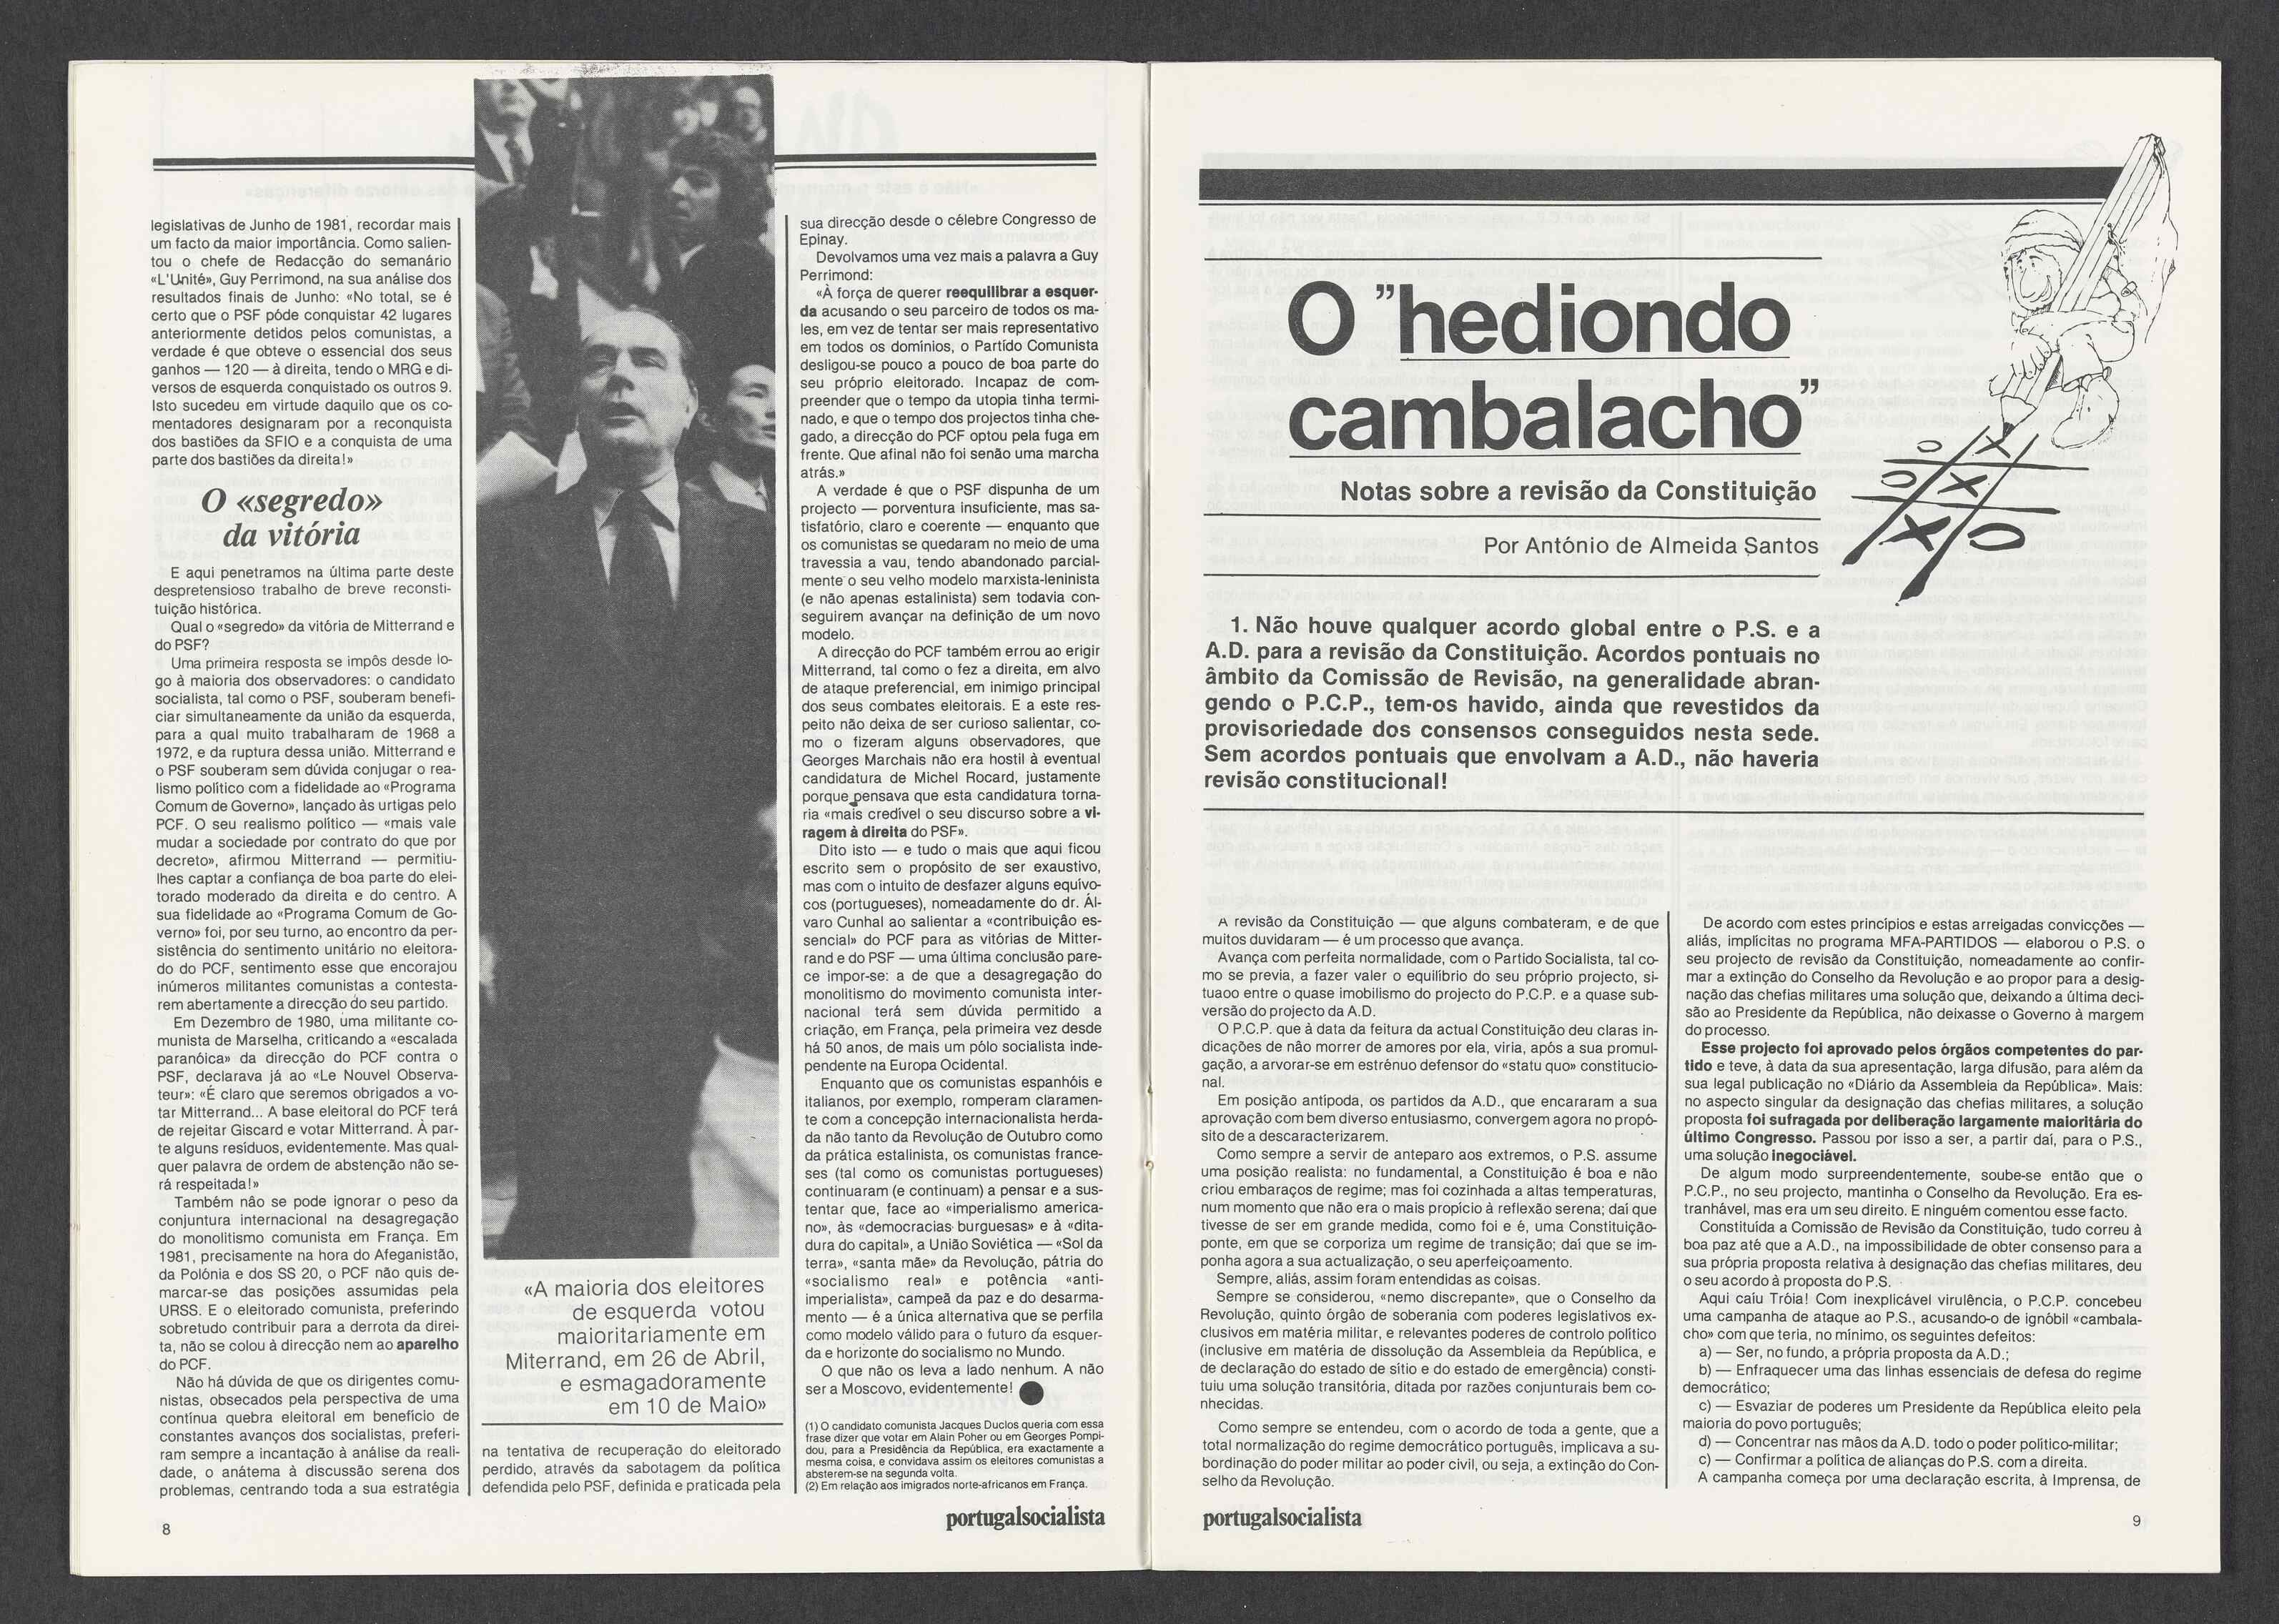 legislativas de Junho de 1981, recordar mais
um facto da maior importância. Como salien-
tou o chefe de Redacção do semanário
«L'Unité», Guy Perrimond, na sua análise dos
resultados finais de Junho: «No total, se é
certo que o PSF pôde conquistar 42 lugares
anteriormente detidos pelos comunistas, a
verdade é que obteve o essencial dos seus
ganhos — 120 — à direita, tendo o MRG e di-
versos de esquerda conquistado os outros 9.
Isto sucedeu em virtude daquilo que os co-
mentadores designaram por a reconquista
dos bastiões da SFIO e a conquista de uma
parte dos bastiões da direita!»
O «segredo»
da vitória
E aqui penetramos na última parte deste
despretensioso trabalho de breve reconsti-
tuição histórica.
Qual o «segredo» da vitória de Mitterrand e
do PSF?
Uma primeira resposta se impôs desde lo-
go à maioria dos observadores: o candidato
socialista, tal como o PSF, souberam benefi-
ciar simultaneamente da união da esquerda,
para a qual muito trabalharam de 1968 a
1972, e da ruptura dessa união. Mitterrand e
o PSF souberam sem dúvida conjugar o rea-
lismo político com a fidelidade ao «Programa
Comum de Governo», lançado às urtigas pelo
PCF. O seu realismo político — «mais vale
mudar a sociedade por contrato do que por
decreto», afirmou Mitterrand — permitiu-
lhes captar a confiança de boa parte do elei-
torado moderado da direita e do centro. A
sua fidelidade ao «Programa Comum de Go-
verno» foi, por seu turno, ao encontro da per-
sistência do sentimento unitário no eleitora-
do do PCF, sentimento esse que encorajou
inúmeros militantes comunistas a contesta-
rem abertamente a direcção do seu partido.
Em Dezembro de 1980, uma militante co-
munista de Marselha, criticando a «escalada
paranóica» da direcção do PCF contra o
PSF, declarava já ao «Le Nouvel Observa-
teur»: «É claro que seremos obrigados a vo-
tar Mitterrand... A base eleitoral do PCF terá
de rejeitar Giscard e votar Mitterrand. À par-
te alguns resíduos, evidentemente. Mas qual-
quer palavra de ordem de abstenção não se-
rá respeitada!»
Também não se pode ignorar o peso da
conjuntura internacional na desagregação
do monolitismo comunista em França. Em
1981, precisamente na hora do Afeganistão,
da Polónia e dos SS 20, o PCF não quis de-
marcar-se das posições assumidas pela
URSS. E o eleitorado comunista, preferindo
sobretudo contribuir para a derrota da direi-
ta, não se colou à direcção nem ao aparelho
do PCF.
Não há dúvida de que os dirigentes comu-
nistas, obsecados pela perspectiva de uma
contínua quebra eleitoral em benefício de
constantes avanços dos socialistas, preferi-
ram sempre a incantação à análise da reali-
dade, o anátema à discussão serena dos
problemas, centrando toda a sua estratégia
«A maioria dos eleitores
de esquerda votou
maioritariamente em
Miterrand, em 26 de Abril,
e esmagadoramente
em 10 de Maio»
na tentativa de recuperação do eleitorado
perdido, através da sabotagem da política
defendida pelo PSF, definida e praticada pela
sua direcção desde o célebre Congresso de
Epinay.
Devolvamos uma vez mais a palavra a Guy
Perrimond:
«À força de querer reequilibrar a esquer-
da acusando o seu parceiro de todos os ma-
les, em vez de tentar ser mais representativo
em todos os domínios, o Partido Comunista
desligou-se pouco a pouco de boa parte do
seu próprio eleitorado. Incapaz de com-
preender que o tempo da utopia tinha termi-
nado, e que o tempo dos projectos tinha che-
gado, a direcção do PCF optou pela fuga em
frente. Que afinal não foi senão uma marcha
atrás.»
A verdade é que o PSF dispunha de um
projecto — porventura insuficiente, mas sa-
tisfatório, claro e coerente — enquanto que
os comunistas se quedaram no meio de uma
travessia a vau, tendo abandonado parcial-
mente o seu velho modelo marxista-leninista
(e não apenas estalinista) sem todavia con-
seguirem avançar na definição de um novo
modelo.
A direcção do PCF também errou ao erigir
Mitterrand, tal como o fez a direita, em alvo
de ataque preferencial, em inimigo principal
dos seus combates eleitorais. E a este res-
peito não deixa de ser curioso salientar, co-
mo o fizeram alguns observadores, que
Georges Marchais não era hostil à eventual
candidatura de Michel Rocard, justamente
porque pensava que esta candidatura torna-
ria «mais credível o seu discurso sobre a vi-
ragem à direita do PSF».
Dito isto — e tudo o mais que aqui ficou
escrito sem o propósito de ser exaustivo,
mas com o intuito de desfazer alguns equívo-
cos (portugueses), nomeadamente do dr. Ál-
varo Cunhal ao salientar a «contribuição es-
sencial» do PCF para as vitórias de Mitter-
rand e do PSF — uma última conclusão pare-
ce impor-se: a de que a desagregação do
monolitismo do movimento comunista inter-
nacional terá sem dúvida permitido a
criação, em França, pela primeira vez desde
há 50 anos, de mais um pólo socialista inde-
pendente na Europa Ocidental.
Enquanto que os comunistas espanhóis e
italianos, por exemplo, romperam claramen-
te com a concepção internacionalista herda-
da não tanto da Revolução de Outubro como
da prática estalinista, os comunistas france-
ses (tal como os comunistas portugueses)
continuaram (e continuam) a pensar e a sus-
tentar que, face ao «imperialismo america-
no», às «democracias burguesas» e à «dita-
dura do capital», a União Soviética — «Sol da
terra», «santa mãe» da Revolução, pátria do
«socialismo real» e potência «anti-
imperialista», campeã da paz e do desarma-
mento — é a única alternativa que se perfila
como modelo válido para o futuro da esquer-
da e horizonte do socialismo no Mundo.
O que não os leva a lado nenhum. A não
ser a Moscovo, evidentemente!
(1) O candidato comunista Jacques Duclos queria com essa
frase dizer que votar em Alain Poher ou em Georges Pompi-
dou, para a Presidência da República, era exactamente a
mesma coisa, e convidava assim os eleitores comunistas a
absterem-se na segunda volta.
(2) Em relação aos imigrados norte-africanos em França.
8
portugalsocialista
O "hediondo
cambalacho"
Notas sobre a revisão da Constituição
Por António de Almeida Santos
1. Não houve qualquer acordo global entre o P.S. e a
A.D. para a revisão da Constituição. Acordos pontuais no
âmbito da Comissão de Revisão, na generalidade abran-
gendo o P.C.P., tem-os havido, ainda que revestidos da
provisoriedade dos consensos conseguidos nesta sede.
Sem acordos pontuais que envolvam a A.D., não haveria
revisão constitucional!
A revisão da Constituição — que alguns combateram, e de que
muitos duvidaram — é um processo que avança.
Avança com perfeita normalidade, com o Partido Socialista, tal co-
mo se previa, a fazer valer o equilíbrio do seu próprio projecto, si-
tuaoo entre o quase imobilismo do projecto do P.C.P. e a quase sub-
versão do projecto da A.D.
O P.C.P. que à data da feitura da actual Constituição deu claras in-
dicações de não morrer de amores por ela, viria, após a sua promul-
gação, a arvorar-se em estrénuo defensor do «statu quo» constitucio-
nal.
Em posição antípoda, os partidos da A.D., que encararam a sua
aprovação com bem diverso entusiasmo, convergem agora no propó-
sito de a descaracterizarem.
Como sempre a servir de anteparo aos extremos, o P.S. assume
uma posição realista: no fundamental, a Constituição é boa e não
criou embaraços de regime; mas foi cozinhada a altas temperaturas,
num momento que não era o mais propício à reflexão serena; daí que
tivesse de ser em grande medida, como foi e é, uma Constituição-
ponte, em que se corporiza um regime de transição; daí que se im-
ponha agora a sua actualização, o seu aperfeiçoamento.
Sempre, aliás, assim foram entendidas as coisas.
Sempre se considerou, «nemo discrepante», que o Conselho da
Revolução, quinto órgão de soberania com poderes legislativos ex-
clusivos em matéria militar, e relevantes poderes de controlo político
(inclusive em matéria de dissolução da Assembleia da República, e
de declaração do estado de sítio e do estado de emergência) consti-
tuiu uma solução transitória, ditada por razões conjunturais bem co-
nhecidas.
Como sempre se entendeu, com o acordo de toda a gente, que a
total normalização do regime democrático português, implicava a su-
bordinação do poder militar ao poder civil, ou seja, a extinção do Con-
selho da Revolução.
De acordo com estes princípios e estas arreigadas convicções —
aliás, implícitas no programa MFA-PARTIDOS — elaborou o P.S. o
seu projecto de revisão da Constituição, nomeadamente ao confir-
mar a extinção do Conselho da Revolução e ao propor para a desig-
nação das chefias militares uma solução que, deixando a última deci-
são ao Presidente da República, não deixasse o Governo à margem
do processo.
Esse projecto foi aprovado pelos órgãos competentes do par-
tido e teve, à data da sua apresentação, larga difusão, para além da
sua legal publicação no «Diário da Assembleia da República». Mais:
no aspecto singular da designação das chefias militares, a solução
proposta foi sufragada por deliberação largamente maioritária do
último Congresso. Passou por isso a ser, a partir daí, para o P.S.,
uma solução inegociável.
De algum modo surpreendentemente, soube-se então que o
P.C.P., no seu projecto, mantinha o Conselho da Revolução. Era es-
tranhável, mas era um seu direito. E ninguém comentou esse facto.
Constituída a Comissão de Revisão da Constituição, tudo correu à
boa paz até que a A.D., na impossibilidade de obter consenso para a
sua própria proposta relativa à designação das chefias militares, deu
o seu acordo à proposta do P.S.
Aqui caíu Tróia! Com inexplicável virulência, o P.C.P. concebeu
uma campanha de ataque ao P.S., acusando-o de ignóbil «cambala-
cho» com que teria, no mínimo, os seguintes defeitos:
a) — Ser, no fundo, a própria proposta da A.D.;
b) — Enfraquecer uma das linhas essenciais de defesa do regime
democrático;
c) — Esvaziar de poderes um Presidente da República eleito pela
maioria do povo português;
d) — Concentrar nas mãos da A.D. todo o poder político-militar;
c) — Confirmar a política de alianças do P.S. com a direita.
A campanha começa por uma declaração escrita, à Imprensa, de
portugalsocialista
9